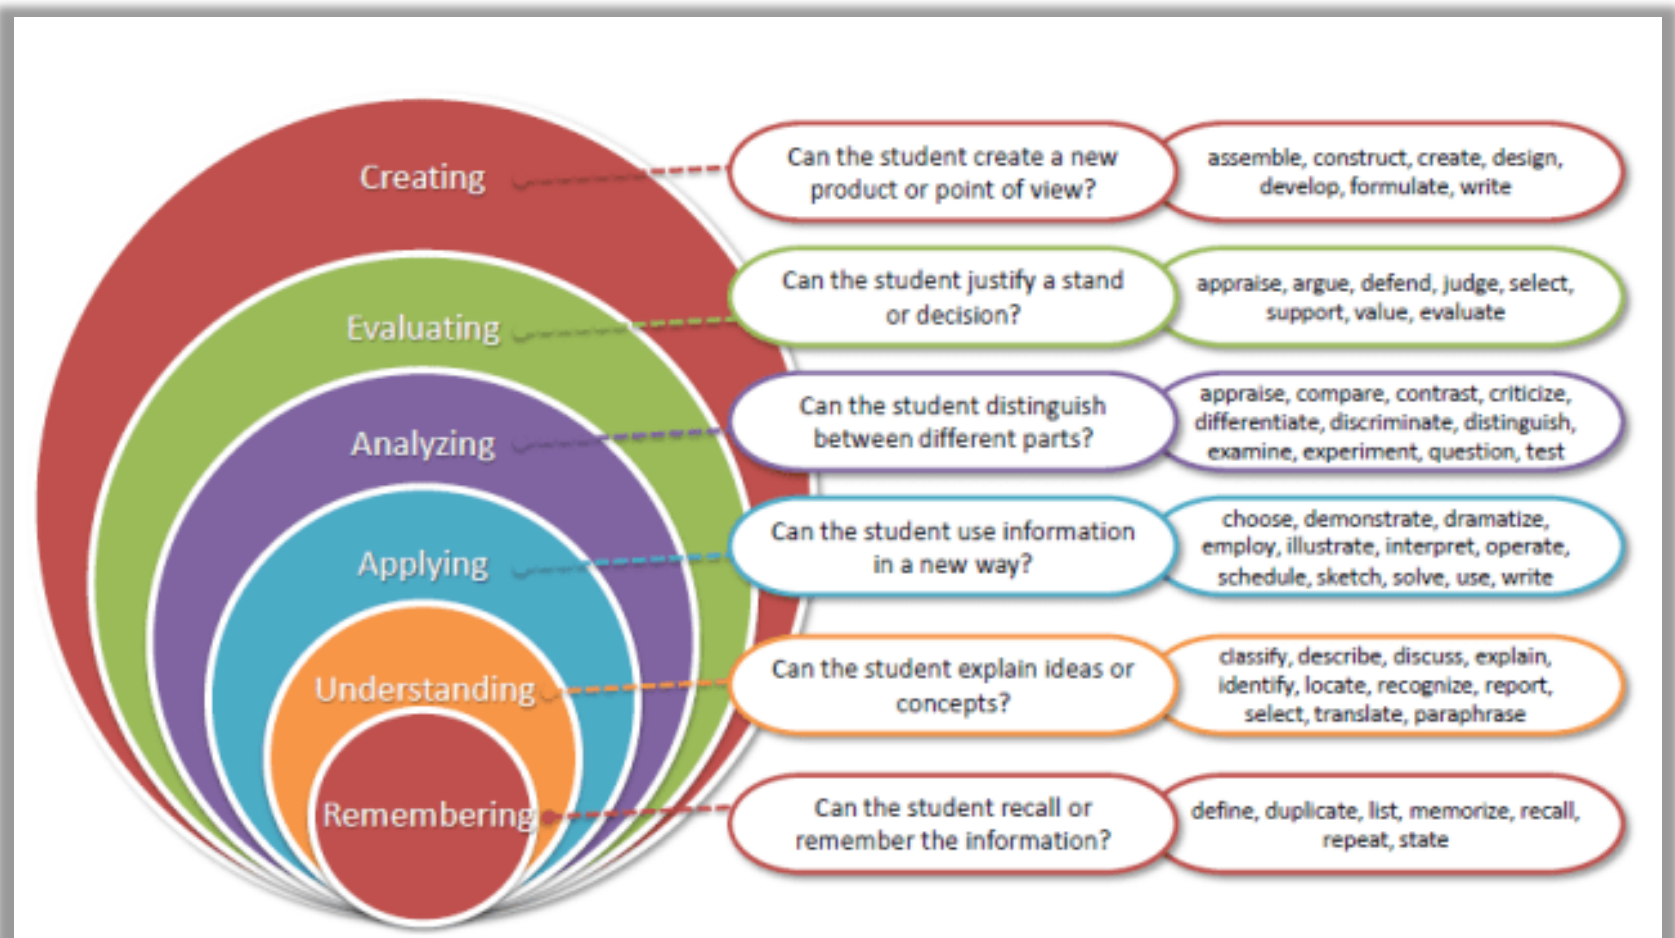 Creating
Can the student create a new
product or point of view?
assemble, construct, create, design,
develop, formulate, write
Evaluating
Can the student justify a stand
or decision?
appraise, argue, defend, judge, select,
support, value, evaluate
Analyzing
Can the student distinguish
between different parts?
appraise, compare, contrast, criticize,
differentiate, discriminate, distinguish,
examine, experiment, question, test
Applying
Can the student use information
in a new way?
choose, demonstrate, dramatize,
employ, illustrate, interpret, operate,
schedule, sketch, solve, use, write
Understanding
Can the student explain ideas or
concepts?
classify, describe, discuss, explain,
identify, locate, recognize, report,
select, translate, paraphrase
Remembering
Can the student recall or
remember the information?
define, duplicate, list, memorize, recall,
repeat, state